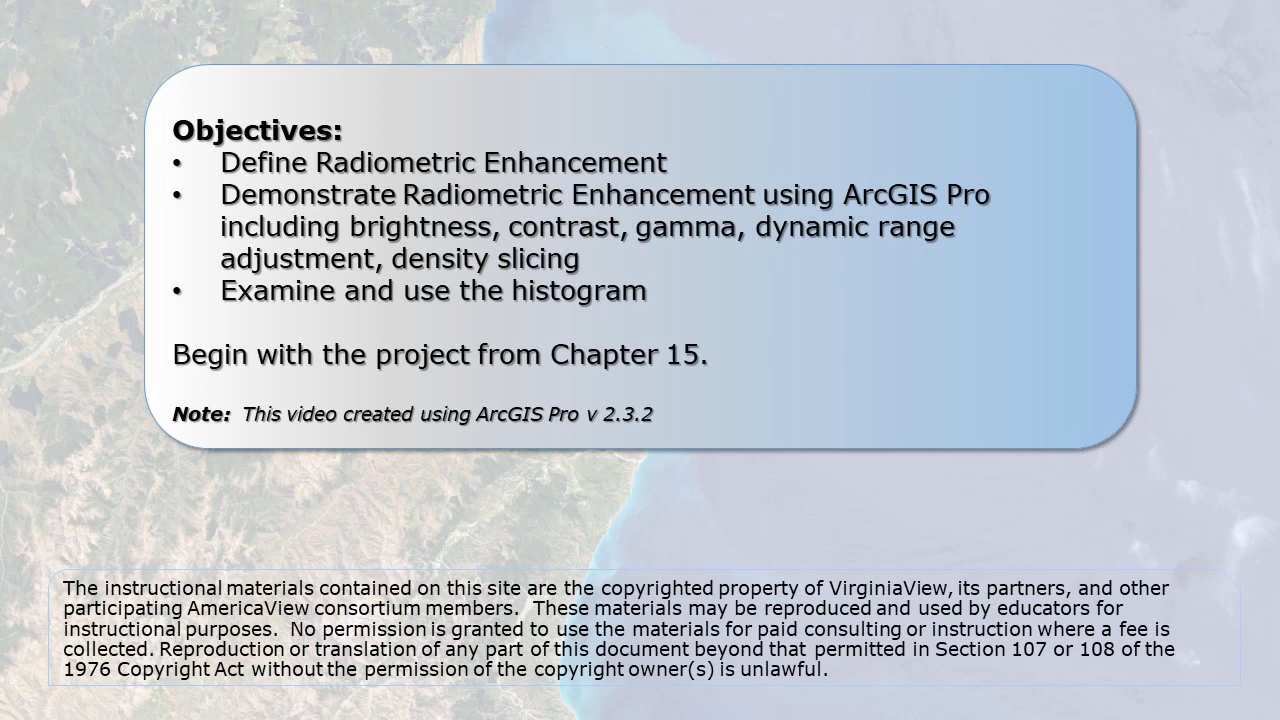 Objectives:
• Define Radiometric Enhancement
• Demonstrate Radiometric Enhancement using ArcGIS Pro
including brightness, contrast, gamma, dynamic range
adjustment, density slicing
• Examine and use the histogram
Begin with the project from Chapter 15.
Note: This video created using ArcGIS Pro v 2.3.2
The instructional materials contained on this site are the copyrighted property of VirginiaView, its partners, and other
participating AmericaView consortium members. These materials may be reproduced and used by educators for
instructional purposes. No permission is granted to use the materials for paid consulting or instruction where a fee is
collected. Reproduction or translation of any part of this document beyond that permitted in Section 107 or 108 of the
1976 Copyright Act without the permission of the copyright owner(s) is unlawful.